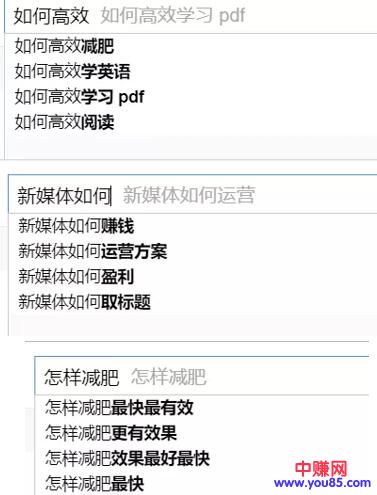 如何高效 如何高效学习 pdf
如何高效减肥
如何高效学英语
如何高效学习 pdf
如何高效阅读
新媒体如何 新媒体如何运营
新媒体如何赚钱
新媒体如何运营方案
新媒体如何盈利
新媒体如何取标题
怎样减肥 怎样减肥
怎样减肥最快最有效
怎样减肥更有效果
怎样减肥效果最好最快
怎样减肥最快
中赚网
www.you85.com